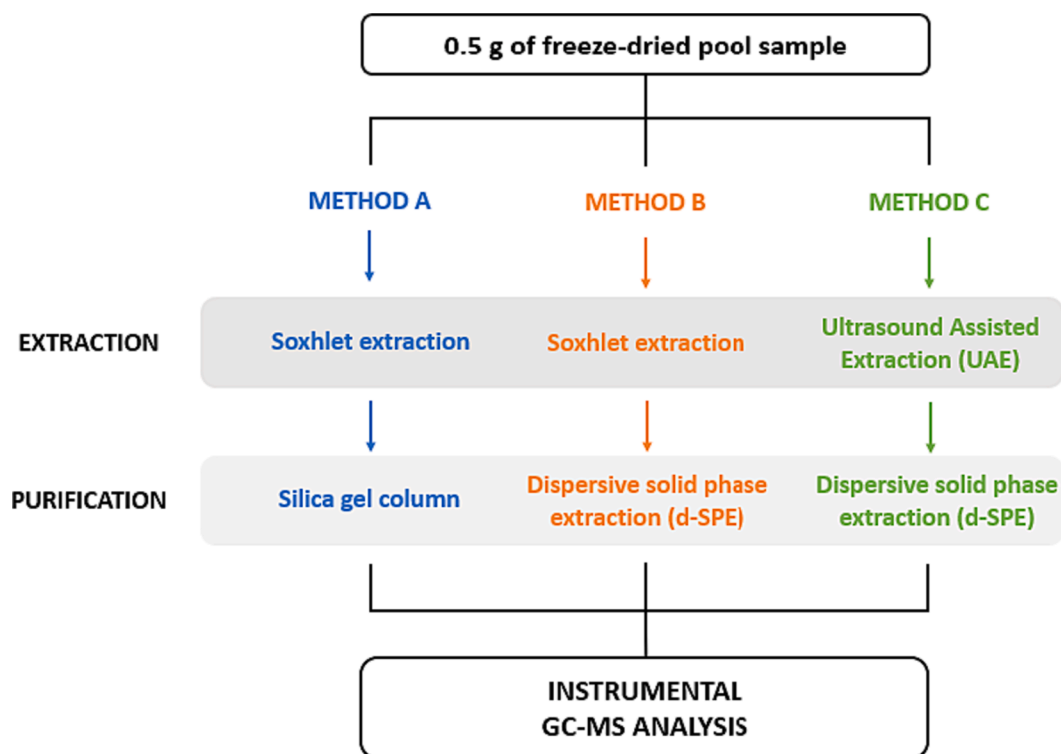 0.5 g of freeze-dried pool sample
METHOD A
METHOD B
METHOD C
EXTRACTION
Soxhlet extraction
Soxhlet extraction
Ultrasound Assisted
Extraction (UAE)
PURIFICATION
Silica gel column
Dispersive solid phase
extraction (d-SPE)
Dispersive solid phase
extraction (d-SPE)
INSTRUMENTAL
GC-MS ANALYSIS